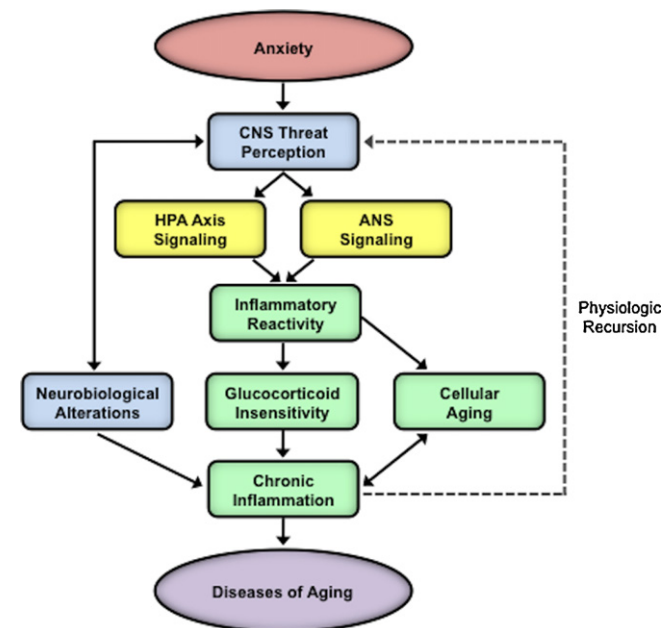 Anxiety
CNS Threat
Perception
HPA Axis
Signaling
ANS
Signaling
Inflammatory
Reactivity
Physiologic
Recursion
Neurobiological
Alterations
Glucocorticoid
Insensitivity
Cellular
Aging
Chronic
Inflammation
Diseases of Aging